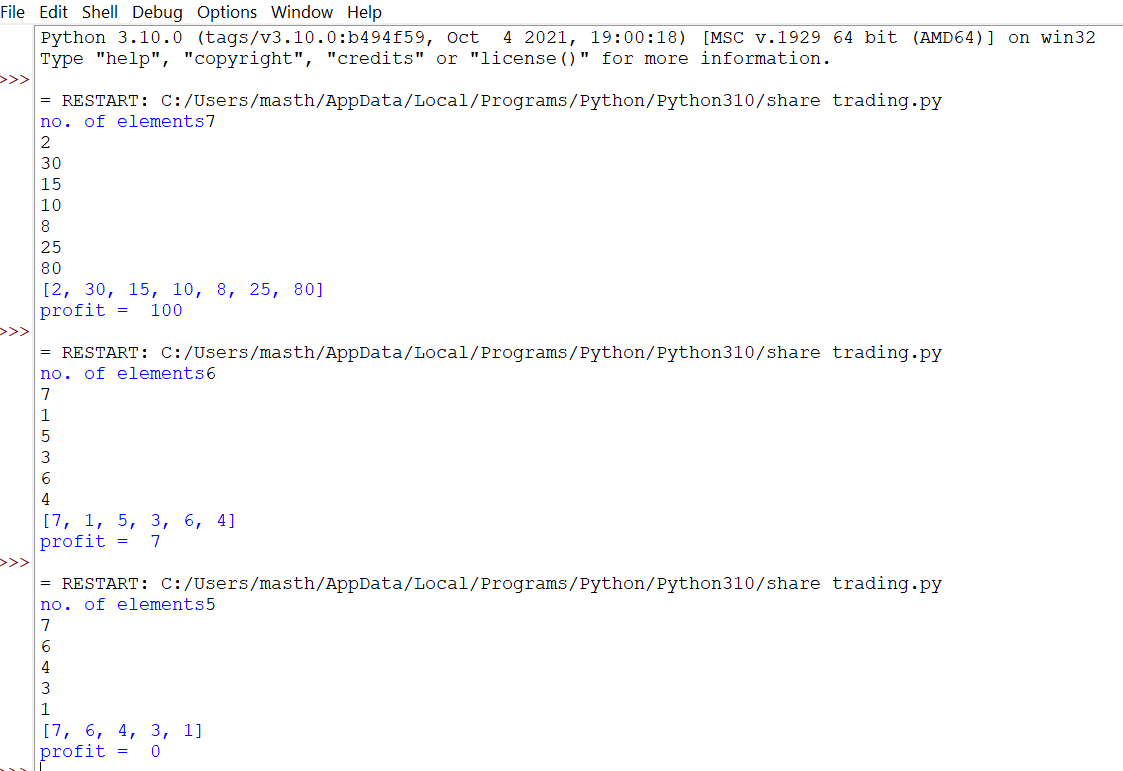 File Edit Shell Debug Options Window Help
Python 3.10.0 (tags/v3.10.0:b494f59, Oct  4 2021, 19:00:18) [MSC v.1929 64 bit (AMD64)] on win32
Type "help", "copyright", "credits" or "license()" for more information.
>>>
= RESTART: C:/Users/masth/AppData/Local/Programs/Python/Python310/share trading.py
no. of elements7
2
30
15
10
8
25
80
[2, 30, 15, 10, 8, 25, 80]
profit =  100
>>>
= RESTART: C:/Users/masth/AppData/Local/Programs/Python/Python310/share trading.py
no. of elements6
7
1
5
3
6
4
[7, 1, 5, 3, 6, 4]
profit =  7
>>>
= RESTART: C:/Users/masth/AppData/Local/Programs/Python/Python310/share trading.py
no. of elements5
7
6
4
3
1
[7, 6, 4, 3, 1]
profit =  0
>>>